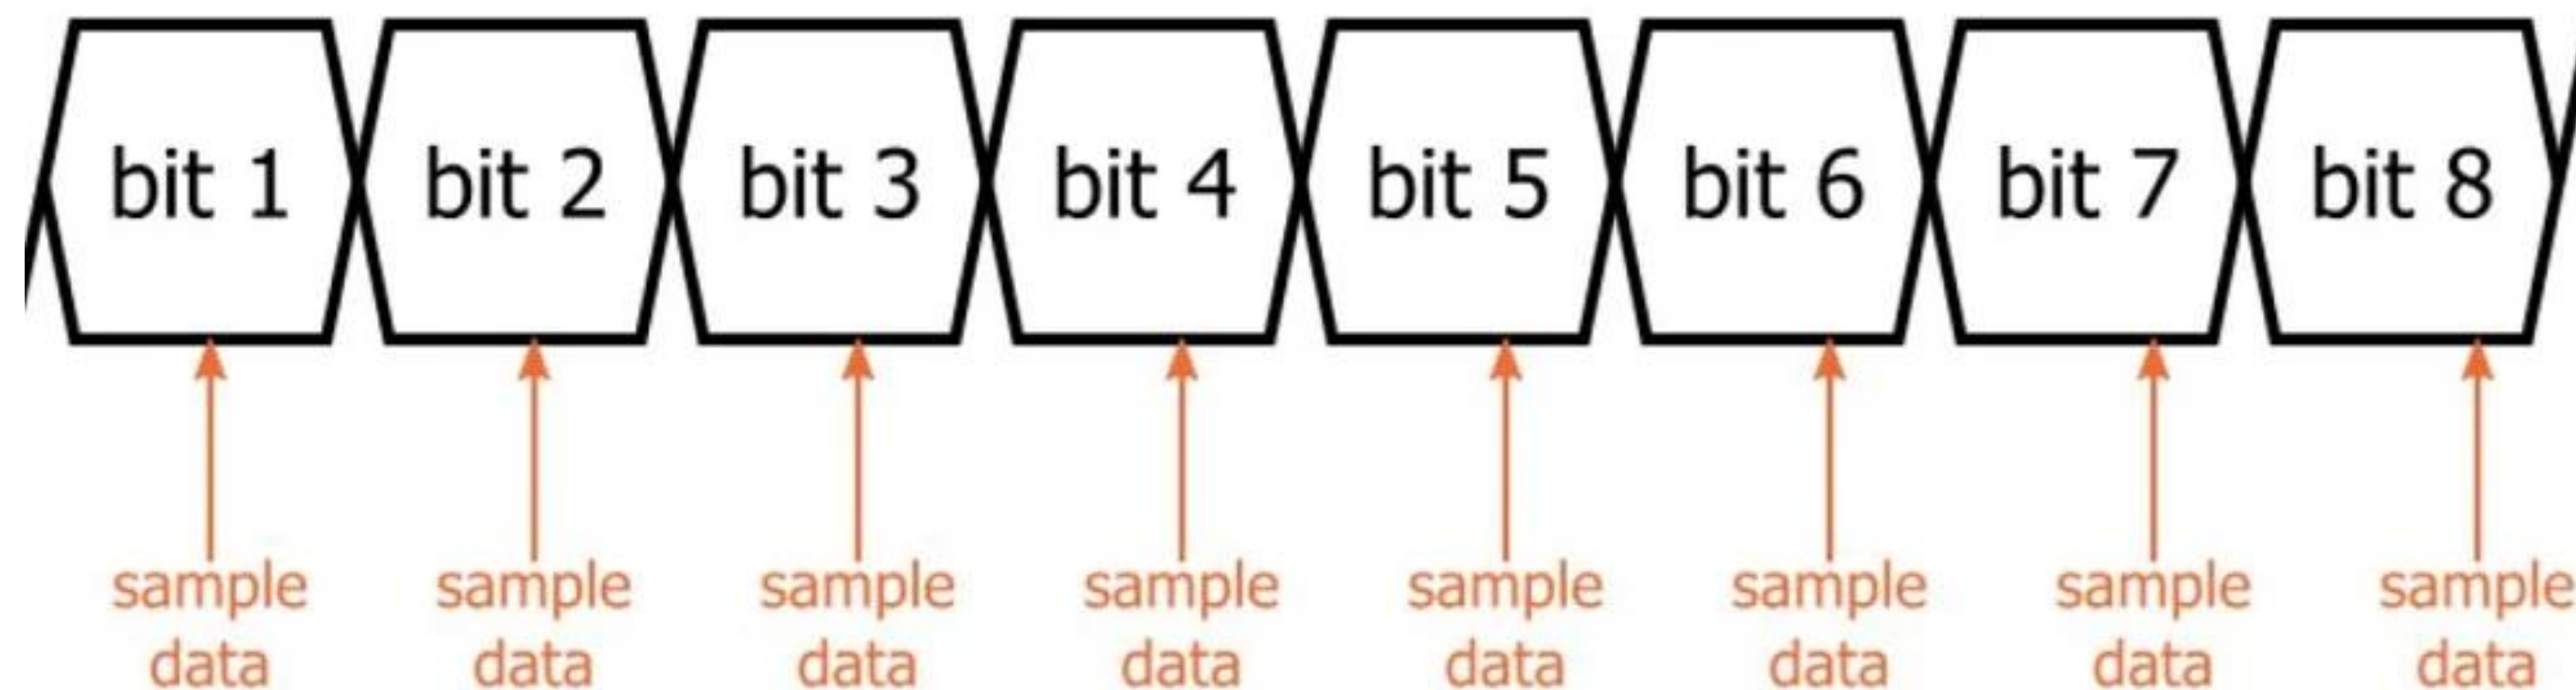 bit 1 bit 2 bit 3 bit 4 bit 5 bit 6 bit 7 bit 8
sample sample sample sample sample sample sample sample
data data data data data data data data